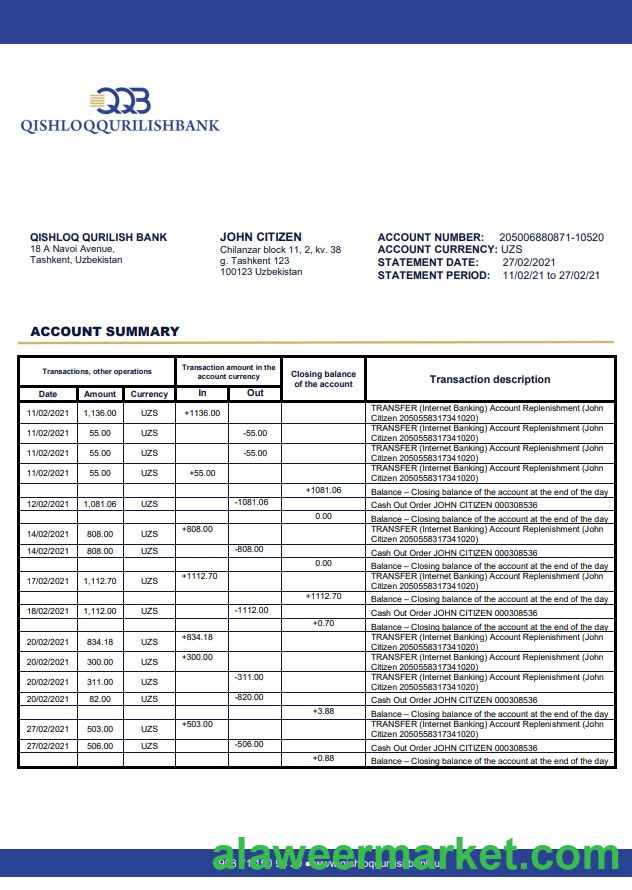 QQB
QISHLOQQURILISHBANK
QISHLOQ QURILISH BANK
18 A Navoi Avenue,
Tashkent, Uzbekistan
JOHN CITIZEN
Chilanzar block 11, 2, kv. 38
g. Tashkent 123
100123 Uzbekistan
ACCOUNT NUMBER: 205006880871-10520
ACCOUNT CURRENCY: UZS
STATEMENT DATE: 27/02/2021
STATEMENT PERIOD: 11/02/21 to 27/02/21
ACCOUNT SUMMARY
Transactions, other operations
Transaction amount in the
account currency
Closing balance
of the account
Transaction description
Date Amount Currency In Out
11/02/2021 1,136.00 UZS +1136.00 TRANSFER (Internet Banking) Account Replenishment (John
Citizen 2050558317341020)
11/02/2021 55.00 UZS -55.00 TRANSFER (Internet Banking) Account Replenishment (John
Citizen 2050558317341020)
11/02/2021 55.00 UZS -55.00 TRANSFER (Internet Banking) Account Replenishment (John
Citizen 2050558317341020)
11/02/2021 55.00 UZS +55.00 TRANSFER (Internet Banking) Account Replenishment (John
Citizen 2050558317341020)
+1081.06 Balance – Closing balance of the account at the end of the day
12/02/2021 1,081.06 UZS -1081.06 Cash Out Order JOHN CITIZEN 000308536
0.00 Balance – Closing balance of the account at the end of the day
14/02/2021 808.00 UZS +808.00 TRANSFER (Internet Banking) Account Replenishment (John
Citizen 2050558317341020)
14/02/2021 808.00 UZS -808.00 Cash Out Order JOHN CITIZEN 000308536
0.00 Balance – Closing balance of the account at the end of the day
17/02/2021 1,112.70 UZS +1112.70 TRANSFER (Internet Banking) Account Replenishment (John
Citizen 2050558317341020)
+1112.70 Balance – Closing balance of the account at the end of the day
18/02/2021 1,112.00 UZS -1112.00 Cash Out Order JOHN CITIZEN 000308536
+0.70 Balance – Closing balance of the account at the end of the day
20/02/2021 834.18 UZS +834.18 TRANSFER (Internet Banking) Account Replenishment (John
Citizen 2050558317341020)
20/02/2021 300.00 UZS +300.00 TRANSFER (Internet Banking) Account Replenishment (John
Citizen 2050558317341020)
20/02/2021 311.00 UZS -311.00 TRANSFER (Internet Banking) Account Replenishment (John
Citizen 2050558317341020)
20/02/2021 82.00 UZS -820.00 Cash Out Order JOHN CITIZEN 000308536
+3.88 Balance – Closing balance of the account at the end of the day
27/02/2021 503.00 UZS +503.00 TRANSFER (Internet Banking) Account Replenishment (John
Citizen 2050558317341020)
27/02/2021 506.00 UZS -506.00 Cash Out Order JOHN CITIZEN 000308536
+0.88 Balance – Closing balance of the account at the end of the day
alaweermarket.com